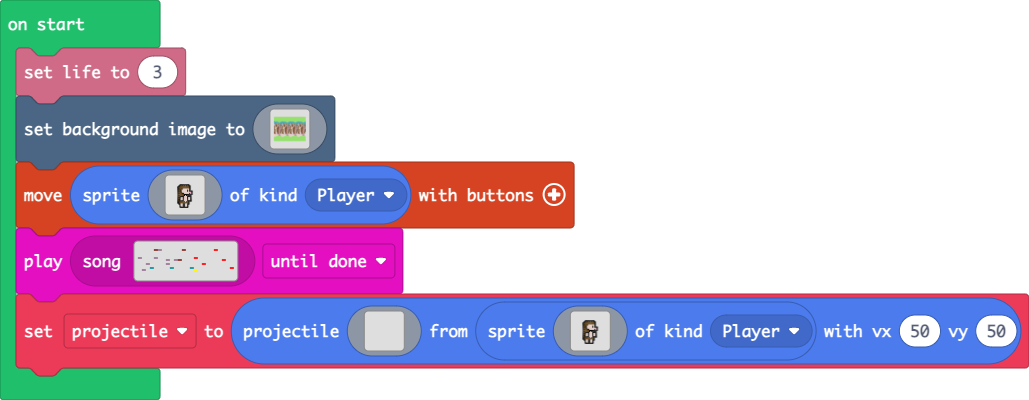 on start
set life to 3
set background image to
move sprite of kind Player with buttons
play song until done
set projectile to projectile from sprite of kind Player with vx 50 vy 50